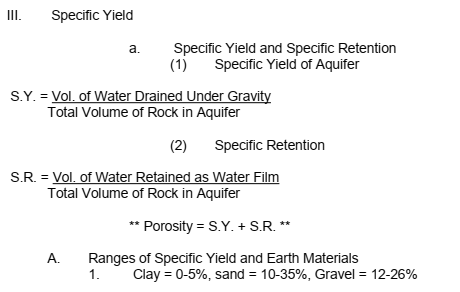 III. Specific Yield
a. Specific Yield and Specific Retention
(1) Specific Yield of Aquifer
S.Y. = Vol. of Water Drained Under Gravity
Total Volume of Rock in Aquifer
(2) Specific Retention
S.R. = Vol. of Water Retained as Water Film
Total Volume of Rock in Aquifer
** Porosity = S.Y. + S.R. **
A. Ranges of Specific Yield and Earth Materials
1. Clay = 0-5%, sand = 10-35%, Gravel = 12-26%